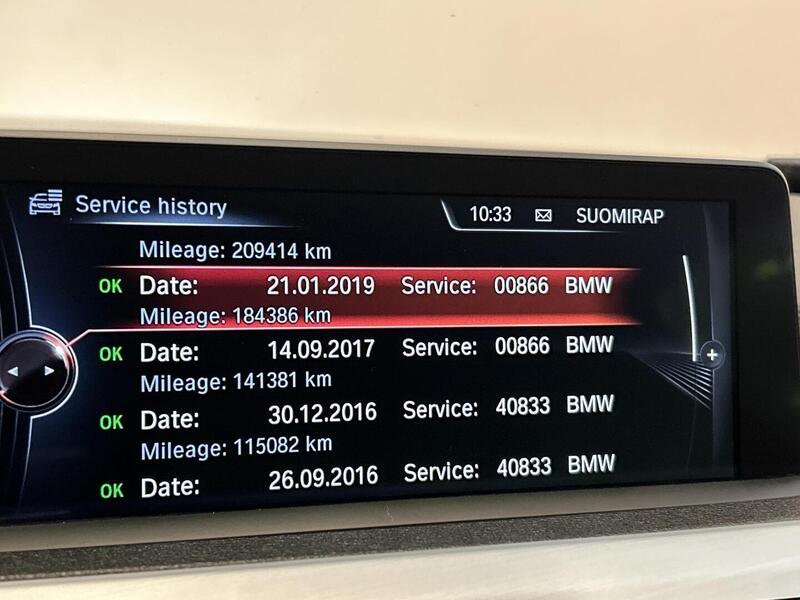 Service history
10:33 SUOMIRAP
Mileage: 209414 km
OK Date: 21.01.2019 Service: 00866 BMW
Mileage: 184386 km
OK Date: 14.09.2017 Service: 00866 BMW
Mileage: 141381 km
OK Date: 30.12.2016 Service: 40833 BMW
Mileage: 115082 km
OK Date: 26.09.2016 Service: 40833 BMW